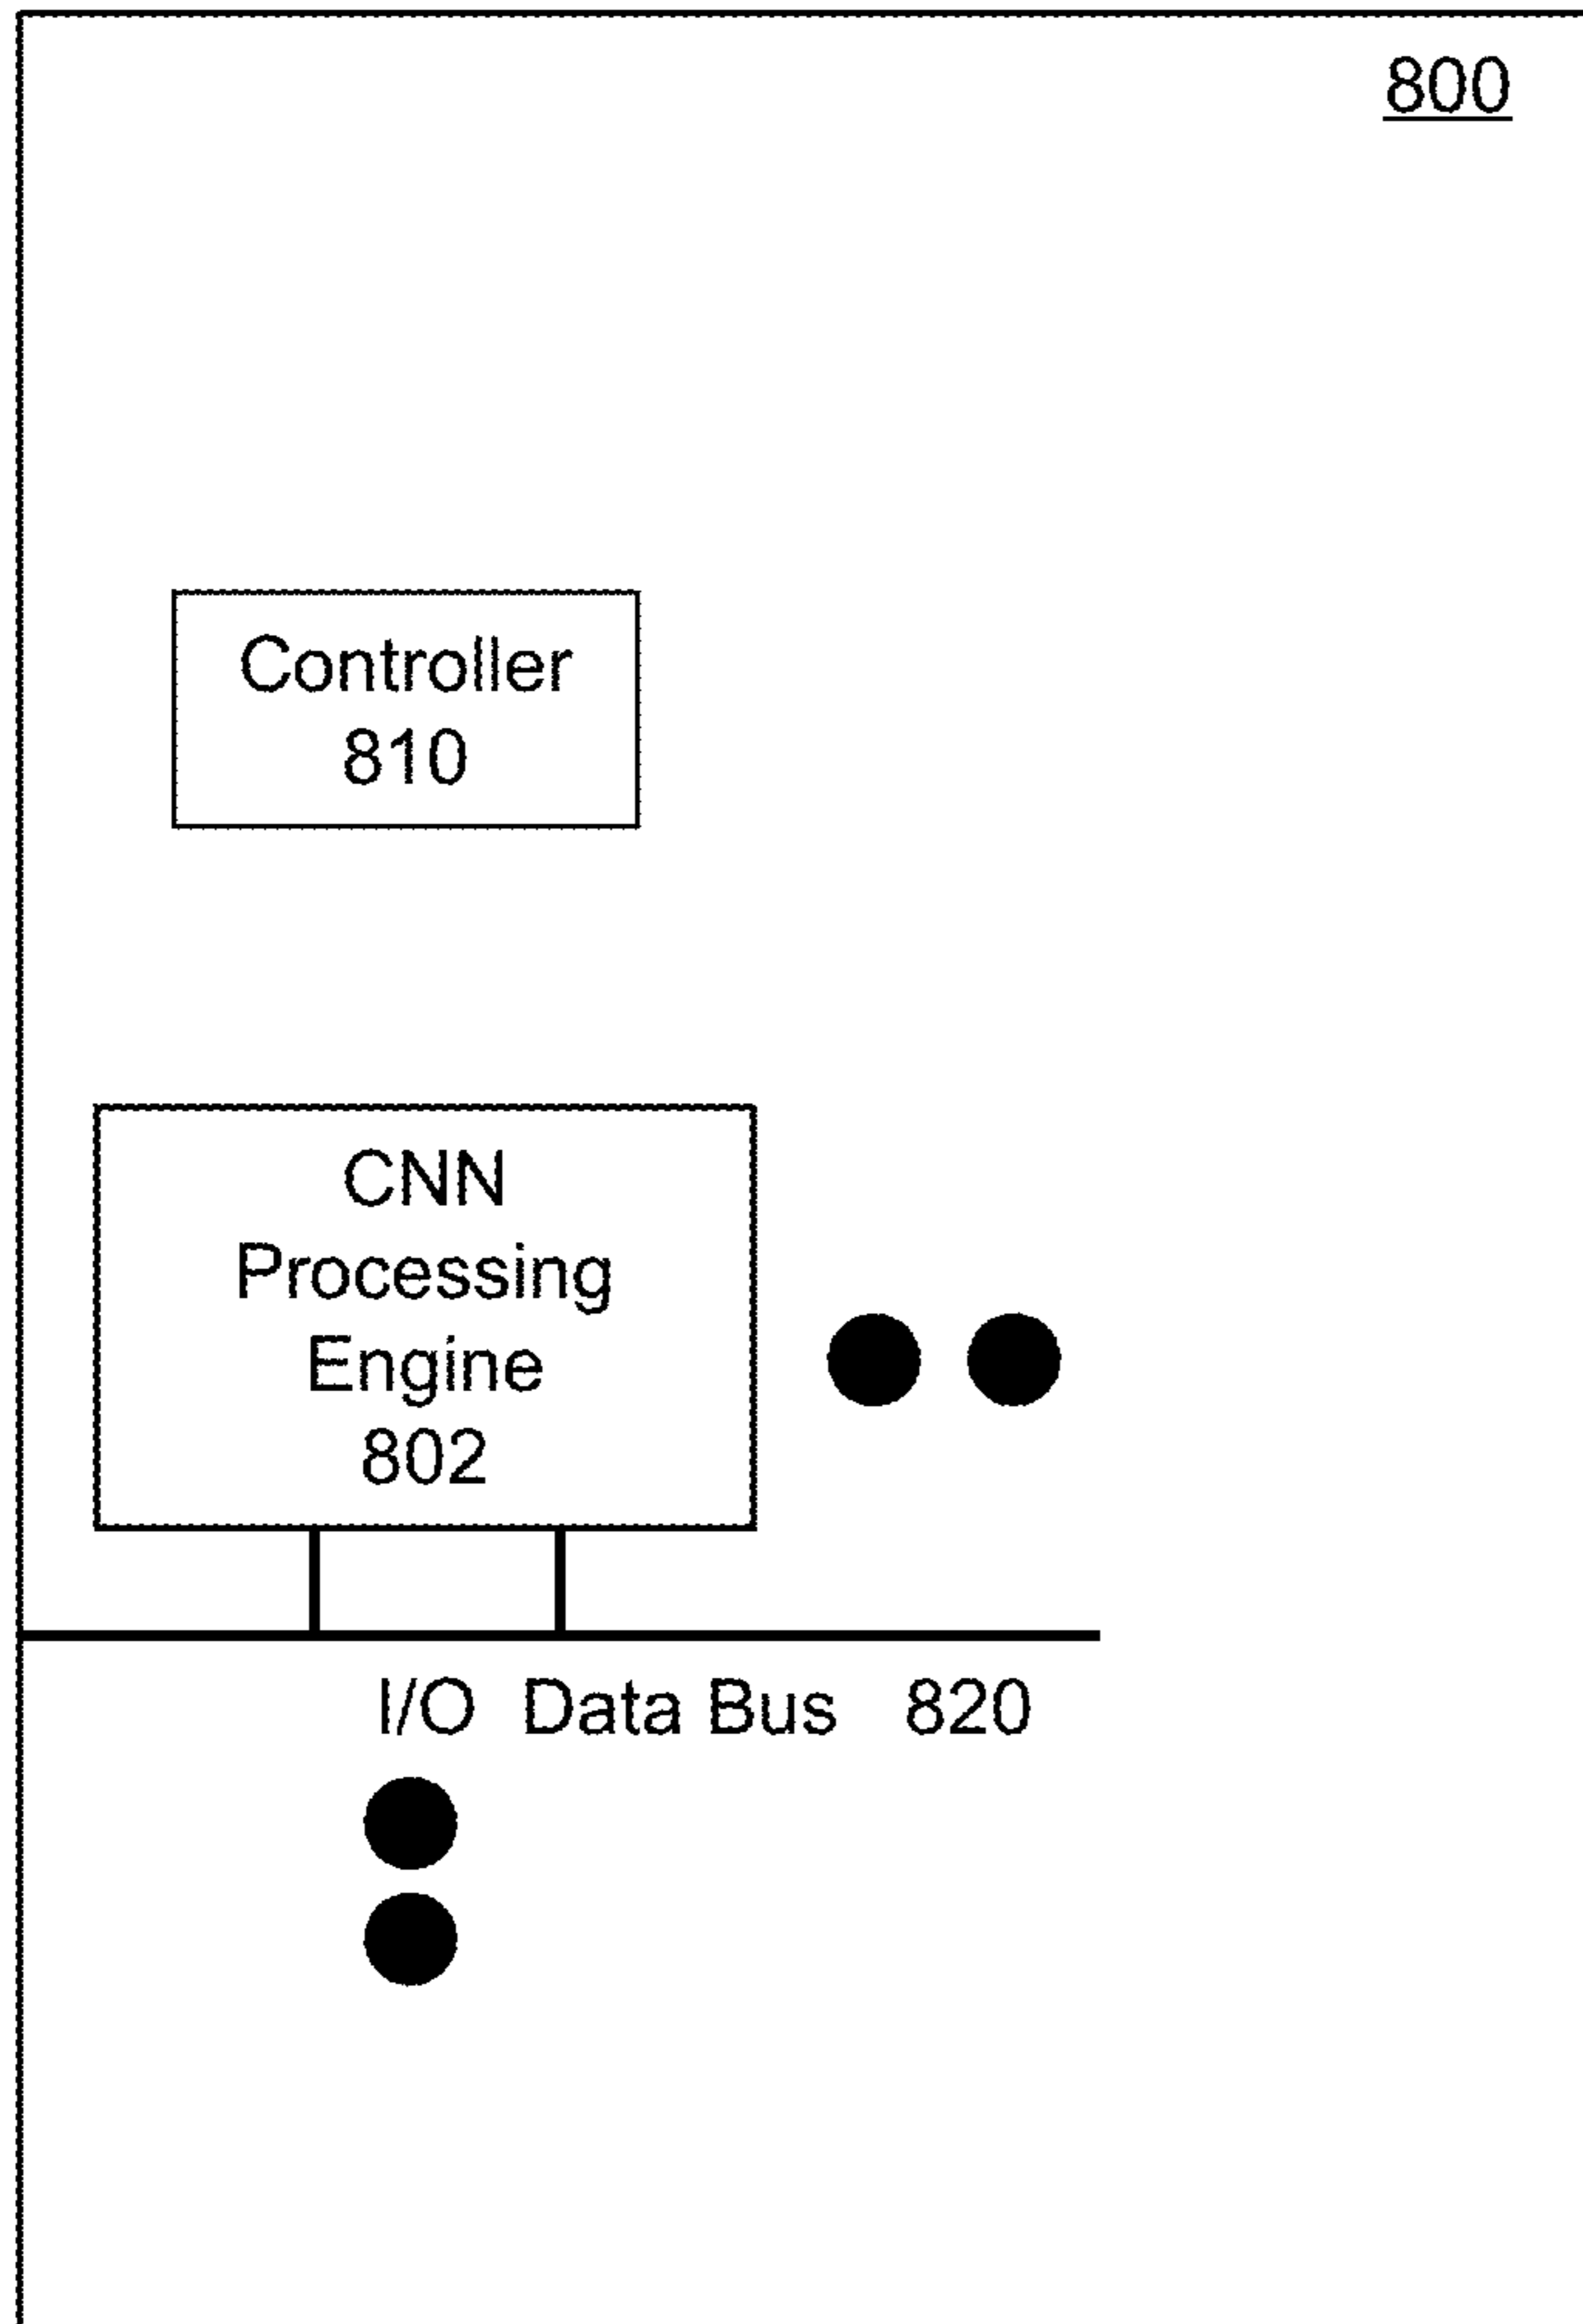 800
Controller
810
CNN
Processing
Engine
802
I/O Data Bus 820